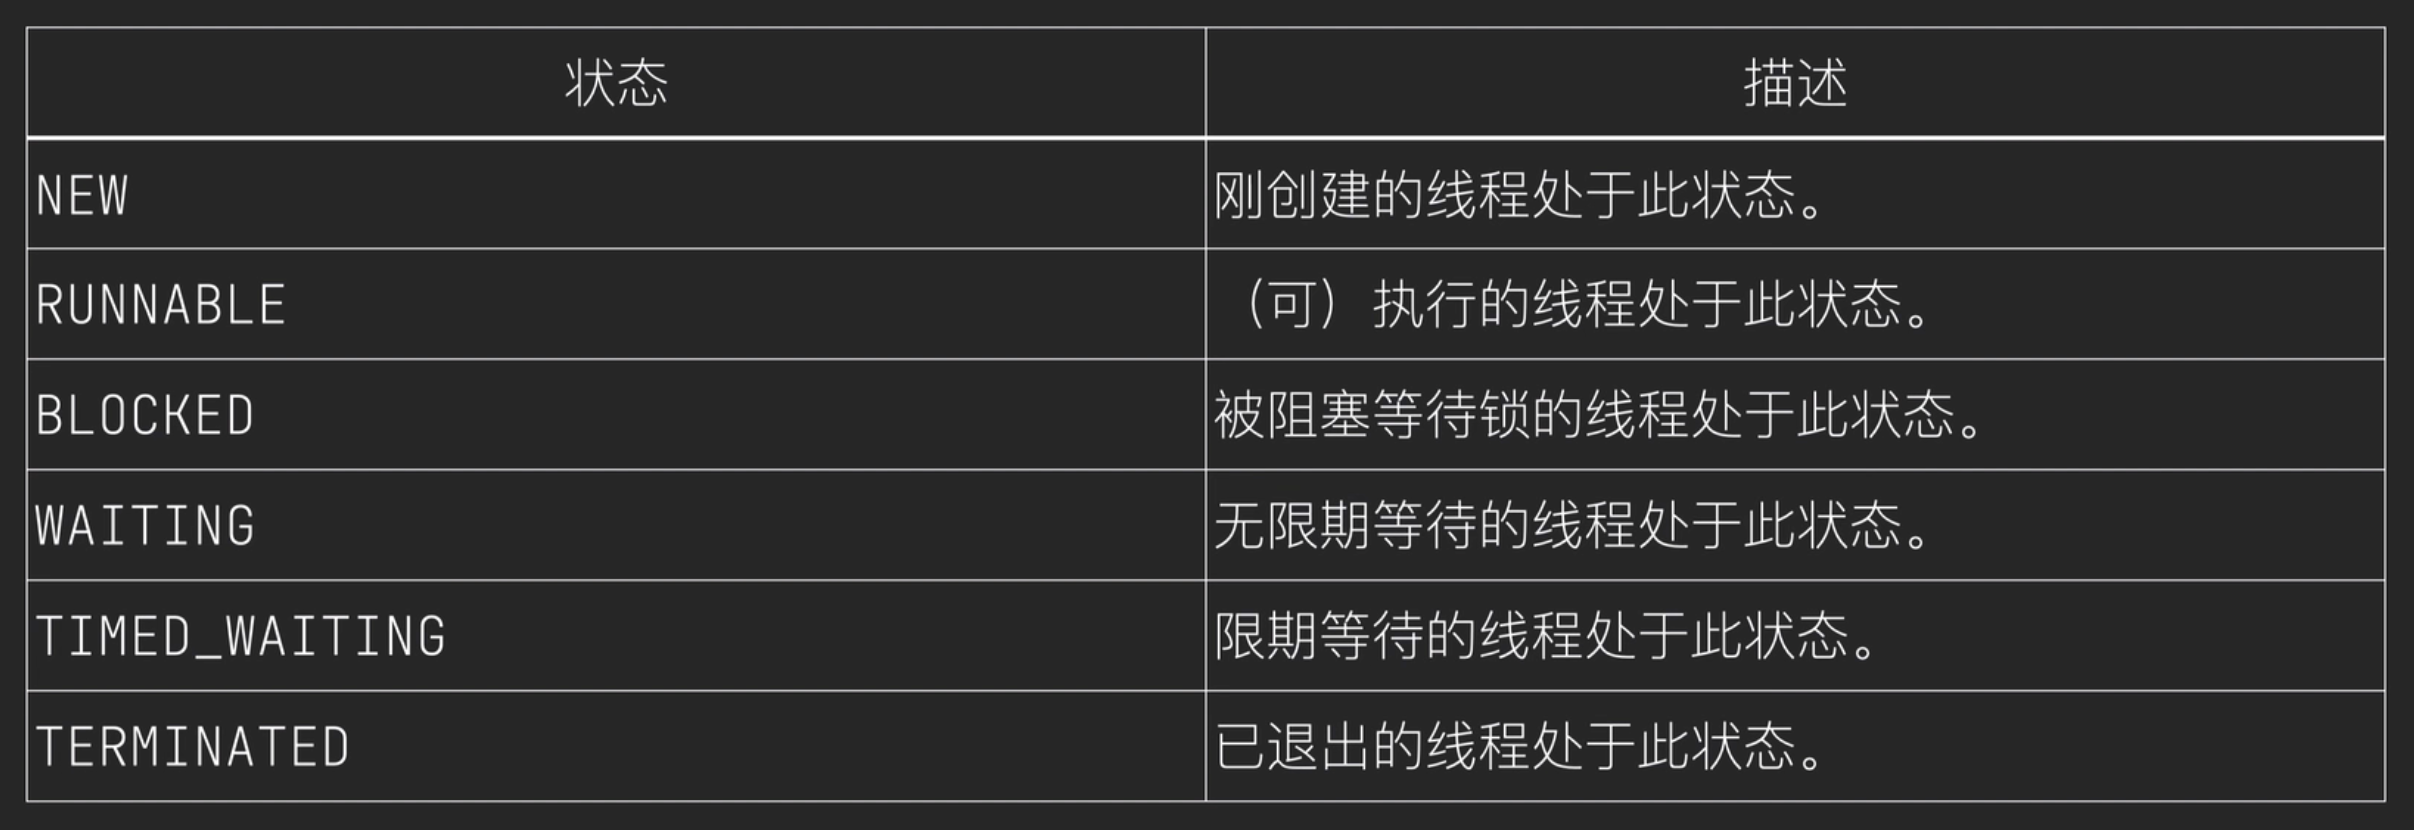 状态 描述
NEW 刚创建的线程处于此状态。
RUNNABLE （可）执行的线程处于此状态。
BLOCKED 被阻塞等待锁的线程处于此状态。
WAITING 无限期等待的线程处于此状态。
TIMED_WAITING 限期等待的线程处于此状态。
TERMINATED 已退出的线程处于此状态。